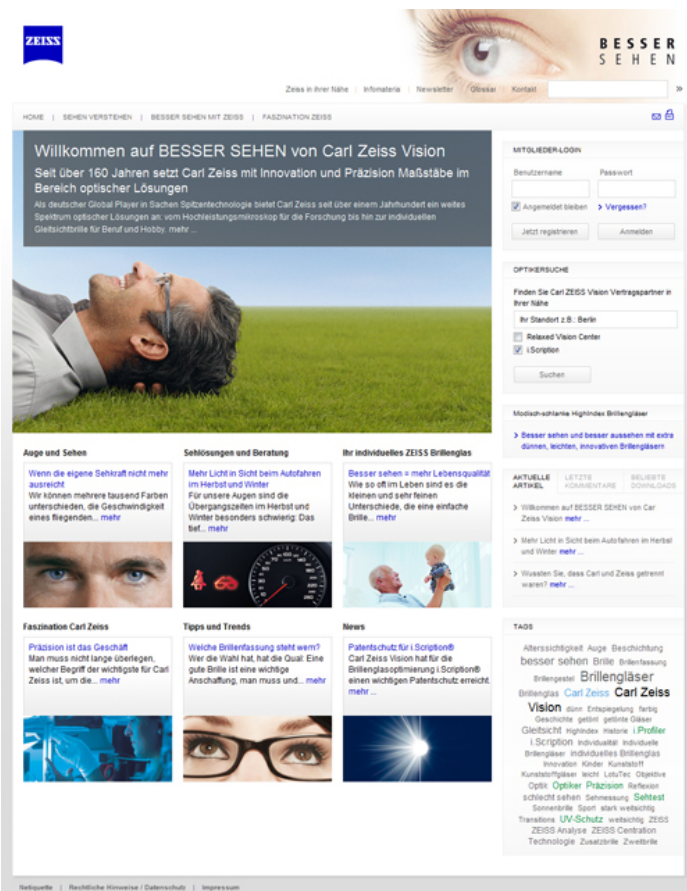 ZEISS
BESSER
SEHEN
Zeiss in Ihrer Nähe | Infomaterial | Newsletter | Glossar | Kontakt »
HOME | SEHEN VERSTEHEN | BESSER SEHEN MIT ZEISS | FASZINATION ZEISS
Willkommen auf BESSER SEHEN von Carl Zeiss Vision
Seit über 160 Jahren setzt Carl Zeiss mit Innovation und Präzision Maßstäbe im
Bereich optischer Lösungen
Als deutscher Global Player in Sachen Spitzentechnologie bietet Carl Zeiss seit über einem Jahrhundert ein weites
Spektrum optischer Lösungen an: vom Hochleistungsmikroskop für die Forschung bis hin zur individuellen
Gleitsichtbrille für Beruf und Hobby. mehr ...
Auge und Sehen
Wenn die eigene Sehkraft nicht mehr
ausreicht
Wir können mehrere tausend Farben
unterschieden, die Geschwindigkeit
eines fliegenden... mehr
Sehlösungen und Beratung
Mehr Licht in Sicht beim Autofahren
im Herbst und Winter
Für unsere Augen sind die
Übergangszeiten im Herbst und
Winter besonders schwierig: Das
tief... mehr
Ihr individuelles ZEISS Brillenglas
Besser sehen = mehr Lebensqualität
Wie so oft im Leben sind es die
kleinen und sehr feinen
Unterschiede, die eine einfache
Brille... mehr
Faszination Carl Zeiss
Präzision ist das Geschäft
Man muss nicht lange überlegen,
welcher Begriff der wichtigste für Carl
Zeiss ist, um die... mehr
Tipps und Trends
Welche Brillenfassung steht wem?
Wer die Wahl hat, hat die Qual: Eine
gute Brille ist eine wichtige
Anschaffung, man muss und... mehr
News
Patentschutz für i.Scription®
Carl Zeiss Vision hat für die
Brillenglasoptimierung i.Scription®
einen wichtigen Patentschutz erreicht.
mehr ...
MITGLIEDER-LOGIN
Benutzername Passwort
Angemeldet bleiben > Vergessen?
Jetzt registrieren Anmelden
OPTIKERSUCHE
Finden Sie Carl ZEISS Vision Vertragspartner in
Ihrer Nähe
Ihr Standort z.B.: Berlin
Relaxed Vision Center
i.Scription
Suchen
Modisch-schlanke HighIndex Brillengläser
> Besser sehen und besser aussehen mit extra
dünnen, leichten, innovativen Brillengläsern
AKTUELLE LETZTE BELIEBTE
ARTIKEL KOMMENTARE DOWNLOADS
> Willkommen auf BESSER SEHEN von Car
Zeiss Vision mehr ...
> Mehr Licht in Sicht beim Autofahren im Herbst
und Winter mehr ...
> Wussten Sie, dass Carl und Zeiss getrennt
waren? mehr ...
TAGS
Alterssichtigkeit Auge Beschichtung
besser sehen Brille Brillenfassung
Brillengestel Brillengläser
Brillenglas Carl Zeiss Carl Zeiss
Vision dünn Entspiegelung farbig
Geschichte getönt getönte Gläser
Gleitsicht HighIndex Historie i.Profiler
i.Scription Individualität Individuelle
Brillengläser individuelles Brillenglas
Innovation Kinder Kunststoff
Kunststoffgläser leicht LotuTec Objektive
Optik Optiker Präzision Reflexion
schlecht sehen Sehmessung Sehtest
Sonnenbrille Sport stark weitsichtig
Transitions UV-Schutz weitsichtig ZEISS
ZEISS Analyse ZEISS Centration
Technologie Zusatzbrille Zweitbrille
Netiquette | Rechtliche Hinweise / Datenschutz | Impressum